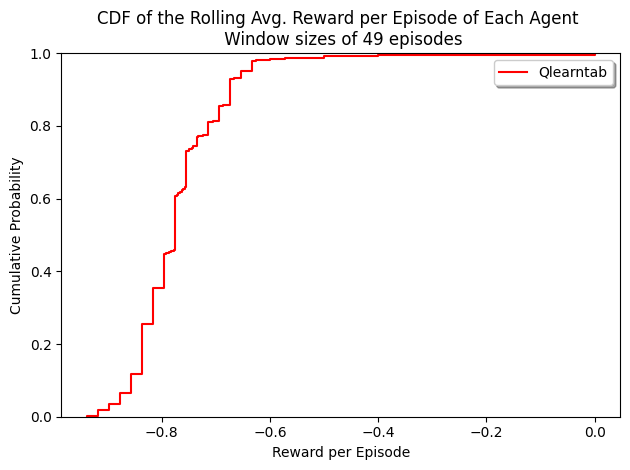 CDF of the Rolling Avg. Reward per Episode of Each Agent
Window sizes of 49 episodes
Qlearntab
Cumulative Probability
1.0
0.8
0.6
0.4
0.2
0.0
−0.8
−0.6
−0.4
−0.2
0.0
Reward per Episode